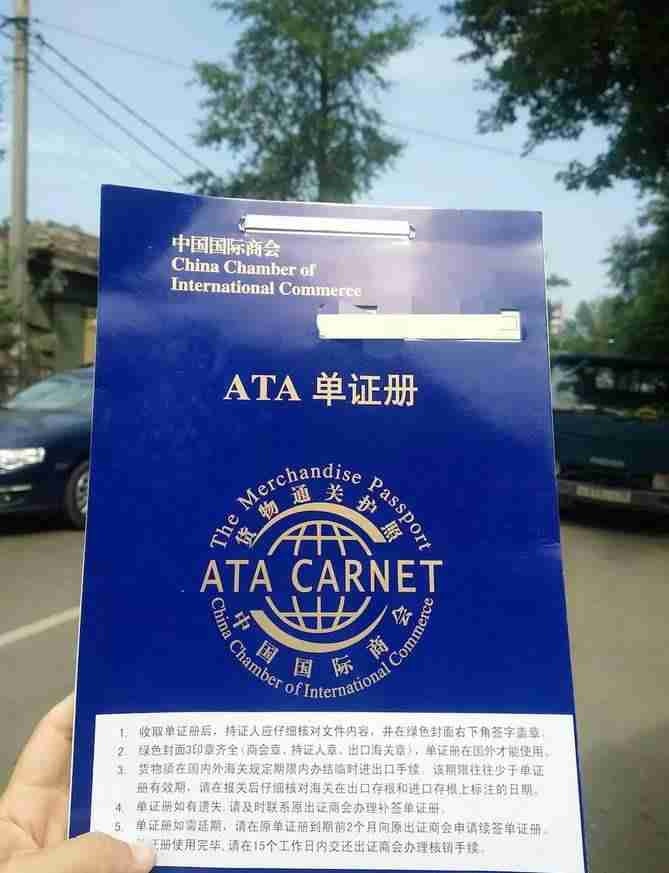 中国国际商会
China Chamber of
International Commerce
ATA 单证册
The Merchandise Passport
货物通关护照
ATA CARNET
中国国际商会
China Chamber of International Commerce
1. 收取单证册后，持证人应仔细核对文件内容，并在绿色封面右下角签字盖章。
2. 绿色封面3印章齐全（商会章、持证人章、出口海关章），单证册在国外才能使用。
3. 货物须在国内外海关规定期限内办结临时进出口手续。该期限往往少于单证
册有效期，请在报关后仔细核对海关在出口存根和进口存根上标注的日期。
4. 单证册如有遗失，请及时联系原出证商会办理补签单证册。
5. 单证册如需延期，请在原单证册到期前2个月向原出证商会申请续签单证册。
证册使用完毕，请在15个工作日内交还出证商会办理核销手续。